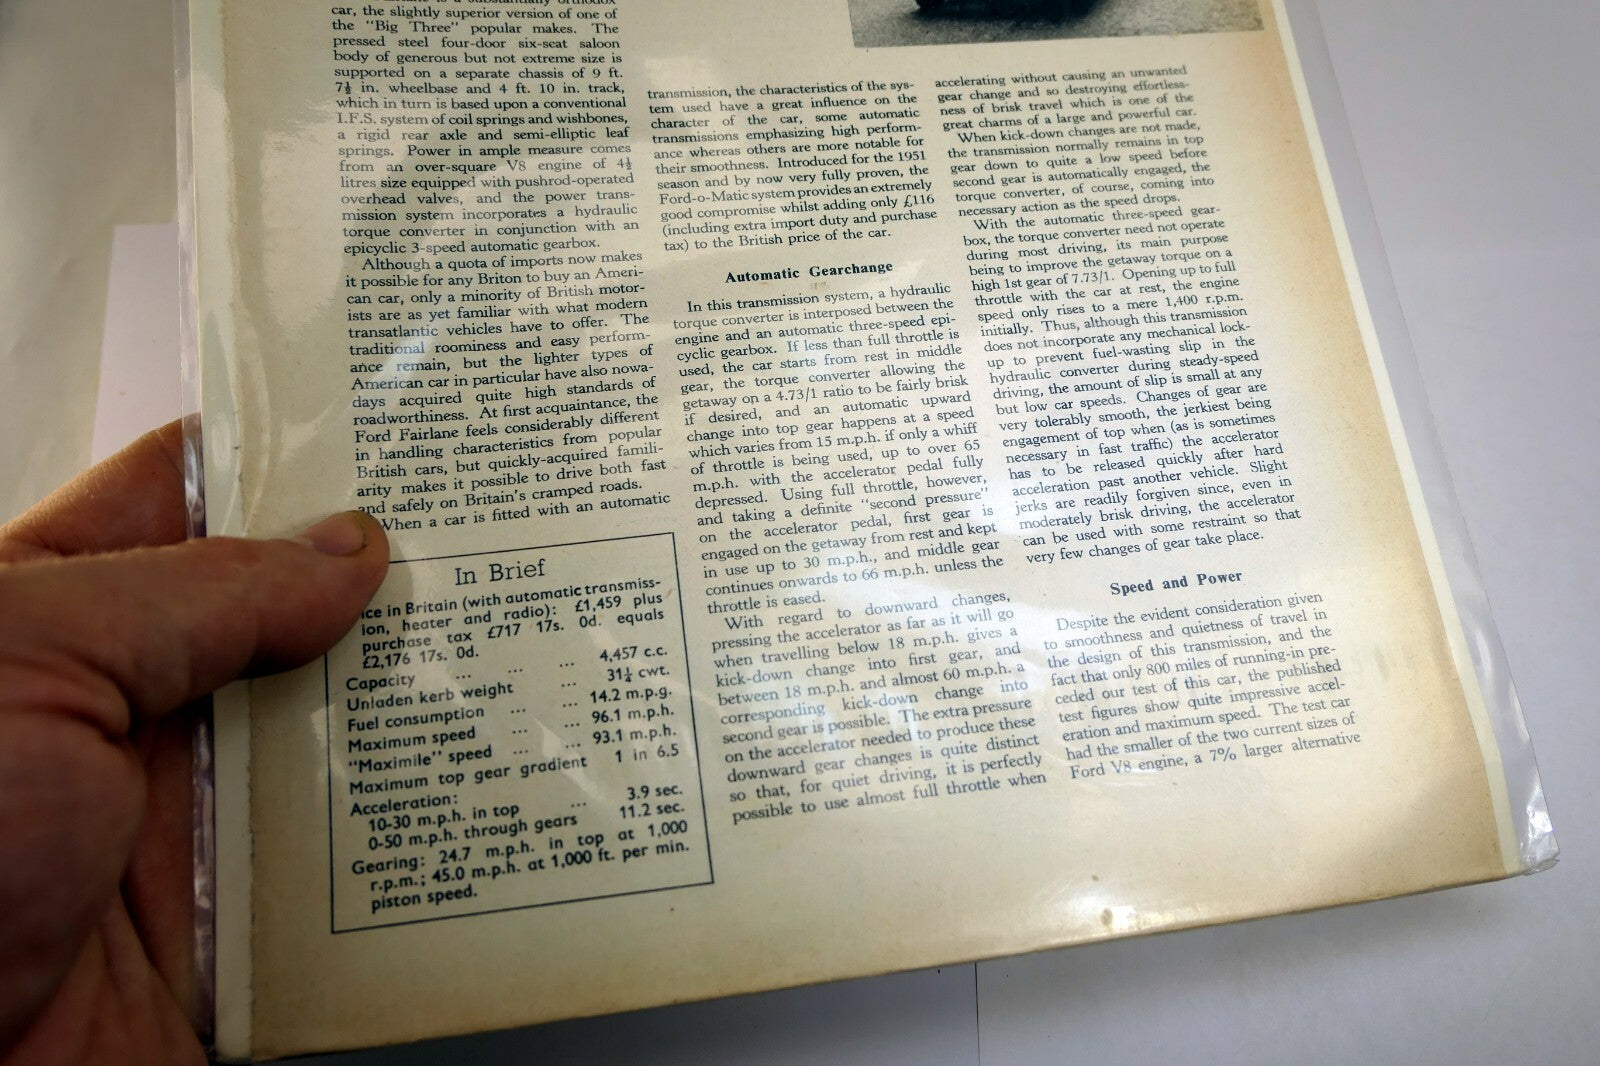 car, the slightly superior version of one of
the "Big Three" popular makes. The
pressed steel four-door six-seat saloon
body of generous but not extreme size is
supported on a separate chassis of 9 ft.
7½ in. wheelbase and 4 ft. 10 in. track,
which in turn is based upon a conventional
I.F.S. system of coil springs and wishbones,
a rigid rear axle and semi-elliptic leaf
springs. Power in ample measure comes
from an over-square V8 engine of 4½
litres size equipped with pushrod-operated
overhead valves, and the power trans-
mission system incorporates a hydraulic
torque converter in conjunction with an
epicyclic 3-speed automatic gearbox.
Although a quota of imports now makes
it possible for any Briton to buy an Ameri-
can car, only a minority of British motor-
ists are as yet familiar with what modern
transatlantic vehicles have to offer. The
traditional roominess and easy perform-
ance remain, but the lighter types of
American car in particular have also nowa-
days acquired quite high standards of
roadworthiness. At first acquaintance, the
Ford Fairlane feels considerably different
in handling characteristics from popular
British cars, but quickly-acquired famili-
arity makes it possible to drive both fast
and safely on Britain's cramped roads.
When a car is fitted with an automatic
In Brief
ice in Britain (with automatic transmiss-
ion, heater and radio): £1,459 plus
purchase tax £717 17s. 0d. equals
£2,176 17s. 0d.
Capacity ... ... 4,457 c.c.
Unladen kerb weight ... 31¼ cwt.
Fuel consumption ... ... 14.2 m.p.g.
Maximum speed ... ... 96.1 m.p.h.
"Maximile" speed ... ... 93.1 m.p.h.
Maximum top gear gradient 1 in 6.5
Acceleration:
10-30 m.p.h. in top ... 3.9 sec.
0-50 m.p.h. through gears 11.2 sec.
Gearing: 24.7 m.p.h. in top at 1,000
r.p.m.; 45.0 m.p.h. at 1,000 ft. per min.
piston speed.
transmission, the characteristics of the sys-
tem used have a great influence on the
character of the car, some automatic
transmissions emphasizing high perform-
ance whereas others are more notable for
their smoothness. Introduced for the 1951
season and by now very fully proven, the
Ford-o-Matic system provides an extremely
good compromise whilst adding only £116
(including extra import duty and purchase
tax) to the British price of the car.
Automatic Gearchange
In this transmission system, a hydraulic
torque converter is interposed between the
engine and an automatic three-speed epi-
cyclic gearbox. If less than full throttle is
used, the car starts from rest in middle
gear, the torque converter allowing the
getaway on a 4.73/1 ratio to be fairly brisk
if desired, and an automatic upward
change into top gear happens at a speed
which varies from 15 m.p.h. if only a whiff
of throttle is being used, up to over 65
m.p.h. with the accelerator pedal fully
depressed. Using full throttle, however,
and taking a definite "second pressure"
on the accelerator pedal, first gear is
engaged on the getaway from rest and kept
in use up to 30 m.p.h., and middle gear
continues onwards to 66 m.p.h. unless the
throttle is eased.
With regard to downward changes,
pressing the accelerator as far as it will go
when travelling below 18 m.p.h. gives a
kick-down change into first gear, and
between 18 m.p.h. and almost 60 m.p.h. a
corresponding kick-down change into
second gear is possible. The extra pressure
on the accelerator needed to produce these
downward gear changes is quite distinct
so that, for quiet driving, it is perfectly
possible to use almost full throttle when
accelerating without causing an unwanted
gear change and so destroying effortless-
ness of brisk travel which is one of the
great charms of a large and powerful car.
When kick-down changes are not made,
the transmission normally remains in top
gear down to quite a low speed before
second gear is automatically engaged, the
torque converter, of course, coming into
necessary action as the speed drops.
With the automatic three-speed gear-
box, the torque converter need not operate
during most driving, its main purpose
being to improve the getaway torque on a
high 1st gear of 7.73/1. Opening up to full
throttle with the car at rest, the engine
speed only rises to a mere 1,400 r.p.m.
initially. Thus, although this transmission
does not incorporate any mechanical lock-
up to prevent fuel-wasting slip in the
hydraulic converter during steady-speed
driving, the amount of slip is small at any
but low car speeds. Changes of gear are
very tolerably smooth, the jerkiest being
engagement of top when (as is sometimes
necessary in fast traffic) the accelerator
has to be released quickly after hard
acceleration past another vehicle. Slight
jerks are readily forgiven since, even in
moderately brisk driving, the accelerator
can be used with some restraint so that
very few changes of gear take place.
Speed and Power
Despite the evident consideration given
to smoothness and quietness of travel in
the design of this transmission, and the
fact that only 800 miles of running-in pre-
ceded our test of this car, the published
test figures show quite impressive accel-
eration and maximum speed. The test car
had the smaller of the two current sizes of
Ford V8 engine, a 7% larger alternative